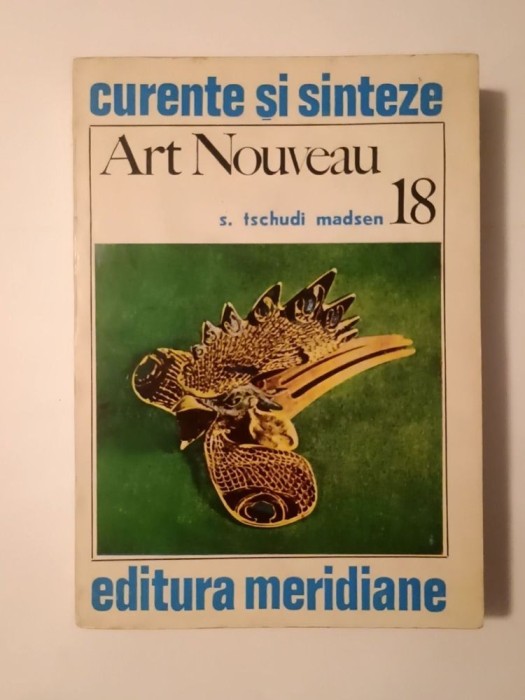 curente și sinteze
Art Nouveau
18
s. tschudi madsen
editura meridiane